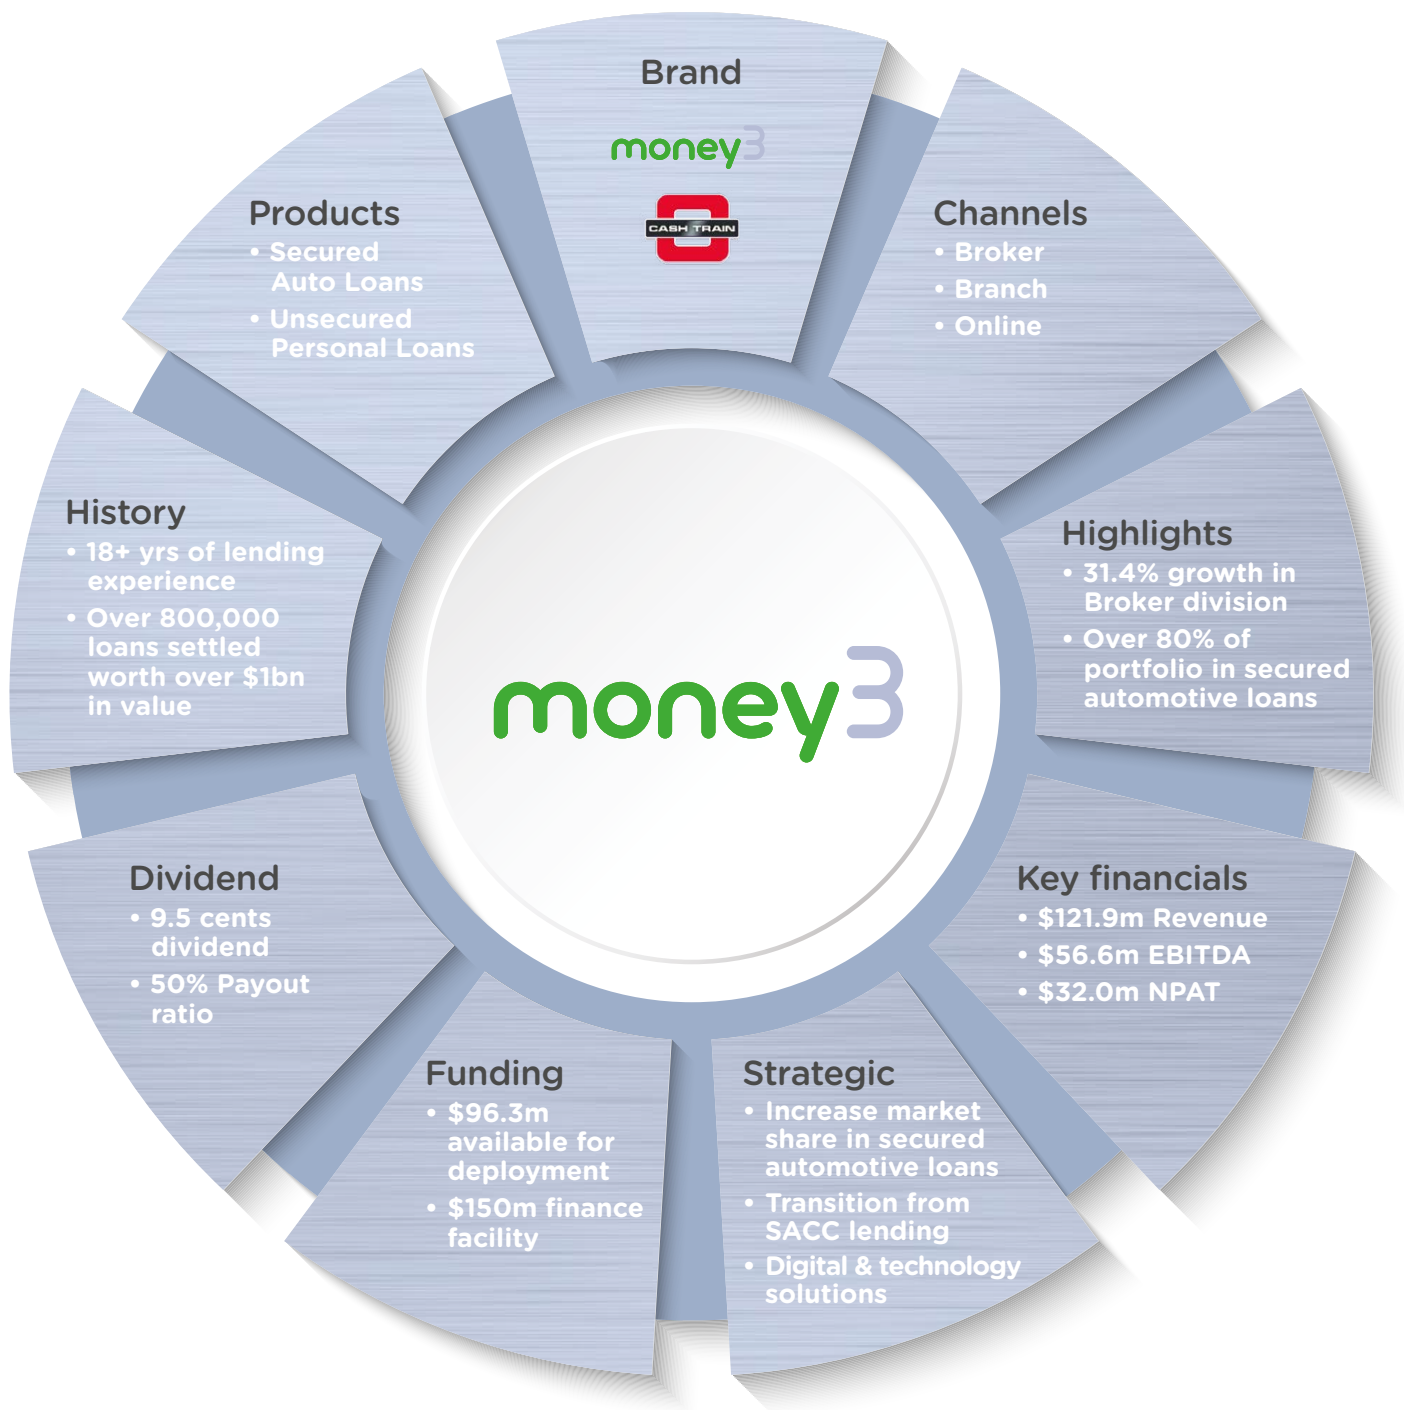 Brand
money3
CASH TRAIN
Channels
• Broker
• Branch
• Online
Highlights
• 31.4% growth in
Broker division
• Over 80% of
portfolio in secured
automotive loans
Key financials
• $121.9m Revenue
• $56.6m EBITDA
• $32.0m NPAT
Strategic
• Increase market
share in secured
automotive loans
• Transition from
SACC lending
• Digital & technology
solutions
Funding
• $96.3m
available for
deployment
• $150m finance
facility
Dividend
• 9.5 cents
dividend
• 50% Payout
ratio
History
• 18+ yrs of lending
experience
• Over 800,000
loans settled
worth over $1bn
in value
Products
• Secured
Auto Loans
• Unsecured
Personal Loans
money3